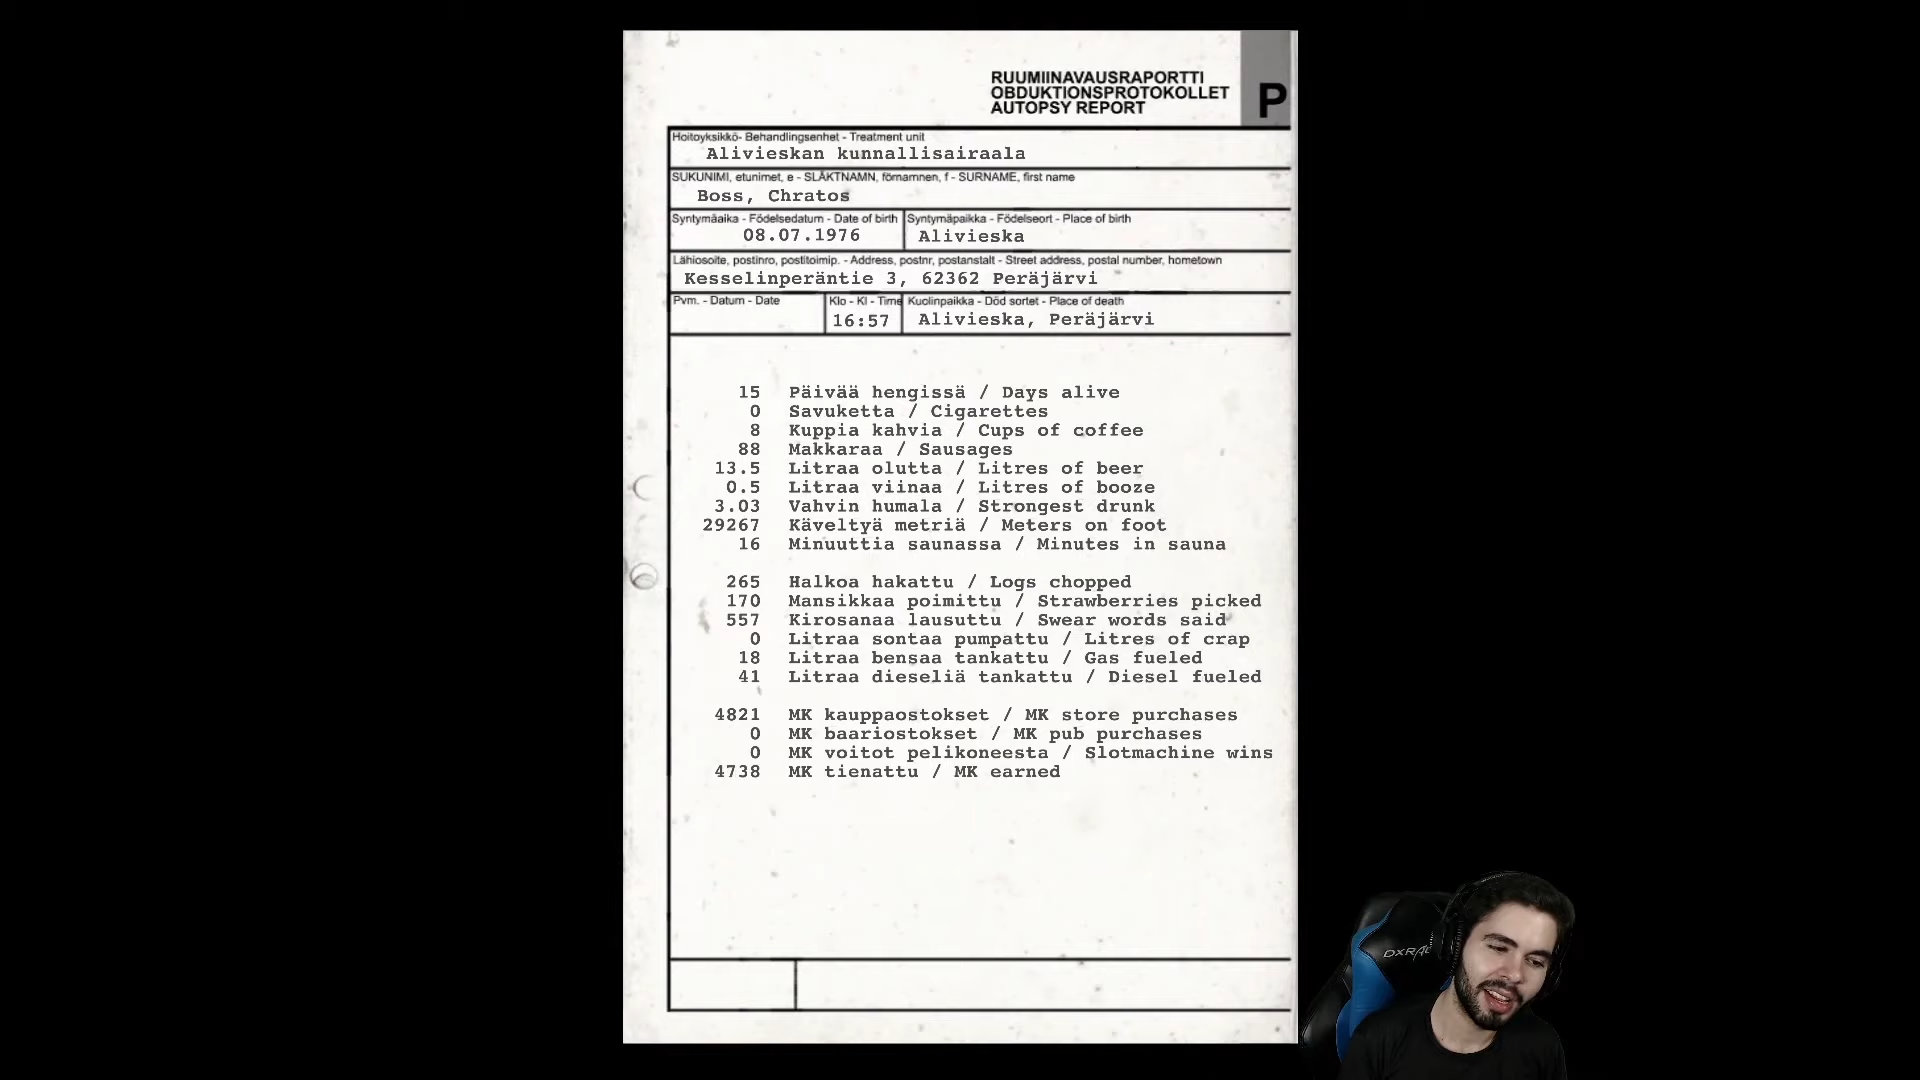 RUUMIINAVAUSRAPORTTI
OBDUKTIONSPROTOKOLLET
AUTOPSY REPORT
P
Hoitoyksikkö- Behandlingsenhet - Treatment unit
Alivieskan kunnallisairaala
SUKUNIMI, etunimet, e - SLÄKTNAMN, förnamnen, f - SURNAME, first name
Boss, Chratos
Syntymäaika - Födelsedatum - Date of birth
08.07.1976
Syntymäpaikka - Födelseort - Place of birth
Alivieska
Lähiosoite, postinro, postitoimip. - Address, postnr, postanstalt - Street address, postal number, hometown
Kesselinperäntie 3, 62362 Peräjärvi
Pvm. - Datum - Date
Klo - Kl - Time
16:57
Kuolinpaikka - Död sortet - Place of death
Alivieska, Peräjärvi
15 Päivää hengissä / Days alive
0 Savuketta / Cigarettes
8 Kuppia kahvia / Cups of coffee
88 Makkaraa / Sausages
13.5 Litraa olutta / Litres of beer
0.5 Litraa viinaa / Litres of booze
3.03 Vahvin humala / Strongest drunk
29267 Käveltyä metriä / Meters on foot
16 Minuuttia saunassa / Minutes in sauna
265 Halkoa hakattu / Logs chopped
170 Mansikkaa poimittu / Strawberries picked
557 Kirosanaa lausuttu / Swear words said
0 Litraa sontaa pumpattu / Litres of crap
18 Litraa bensaa tankattu / Gas fueled
41 Litraa dieseliä tankattu / Diesel fueled
4821 MK kauppaostokset / MK store purchases
0 MK baariostokset / MK pub purchases
0 MK voitot pelikoneesta / Slotmachine wins
4738 MK tienattu / MK earned